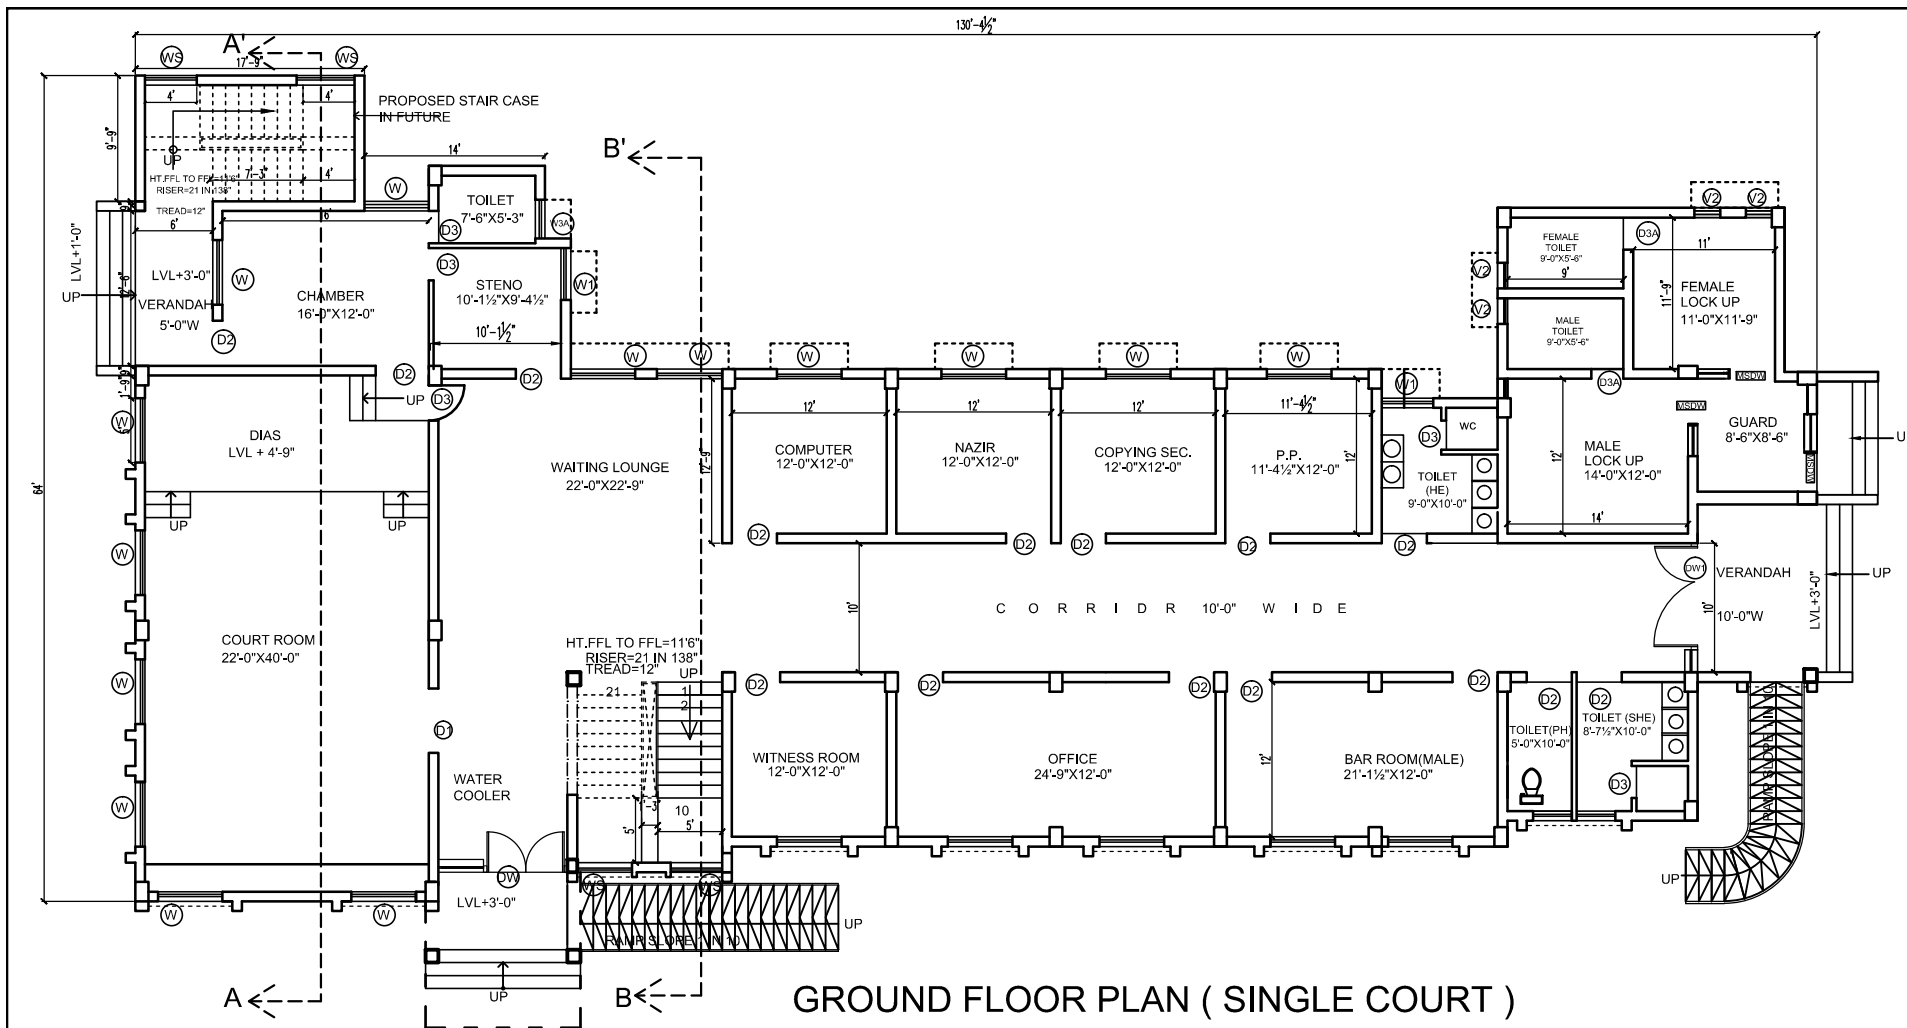 130'-4½"
A'
WS
WS
17'-9"
4'
4'
PROPOSED STAIR CASE
IN FUTURE
9'-9"
UP
HT.FFL TO FFL=11'6"
RISER=21 IN 138"
7'-3"
4'
TREAD=12"
6'
14'
B'
W
TOILET
7'-6"X5'-3"
W3A
D3
D3
STENO
10'-1½"X9'-4½"
10'-1½"
W1
64'
LVL+1'-0"
UP
LVL+3'-0"
VERANDAH
5'-0"W
W
D2
CHAMBER
16'-0"X12'-0"
D2
D2
D3
UP
W
DIAS
LVL + 4'-9"
UP
UP
WAITING LOUNGE
22'-0"X22'-9"
W
W
W
W
W
W
W1
12'
12'
12'
11'-4½"
COMPUTER
12'-0"X12'-0"
NAZIR
12'-0"X12'-0"
COPYING SEC.
12'-0"X12'-0"
P.P.
11'-4½"X12'-0"
12'
12'-9"
D3
WC
TOILET
(HE)
9'-0"X10'-0"
V2
V2
V2
V2
FEMALE
TOILET
9'-0"X5'-6"
9'
D3A
11'
11'-9"
FEMALE
LOCK UP
11'-0"X11'-9"
MALE
TOILET
9'-0"X5'-6"
D3A
MSDW
MSDW
MSDW
GUARD
8'-6"X8'-6"
U
MALE
LOCK UP
14'-0"X12'-0"
12'
14'
D2
D2
D2
D2
D2
W
10'
CORRIDR 10'-0" WIDE
DW1
VERANDAH
10'-0"W
10'
LVL+3'-0"
UP
COURT ROOM
22'-0"X40'-0"
W
W
D1
HT.FFL TO FFL=11'6"
RISER=21 IN 138"
TREAD=12"
UP
21
1
2
10
5'
5'
WATER
COOLER
D2
D2
D2
D2
D2
D2
D2
WITNESS ROOM
12'-0"X12'-0"
OFFICE
24'-9"X12'-0"
12'
BAR ROOM(MALE)
21'-1½"X12'-0"
TOILET(PH)
5'-0"X10'-0"
TOILET (SHE)
8'-7½"X10'-0"
D3
RAMP SLOPE 1 IN 10
UP
W
W
DW
LVL+3'-0"
WS
WS
RAMP SLOPE 1 IN 10
UP
UP
A
B
GROUND FLOOR PLAN ( SINGLE COURT )